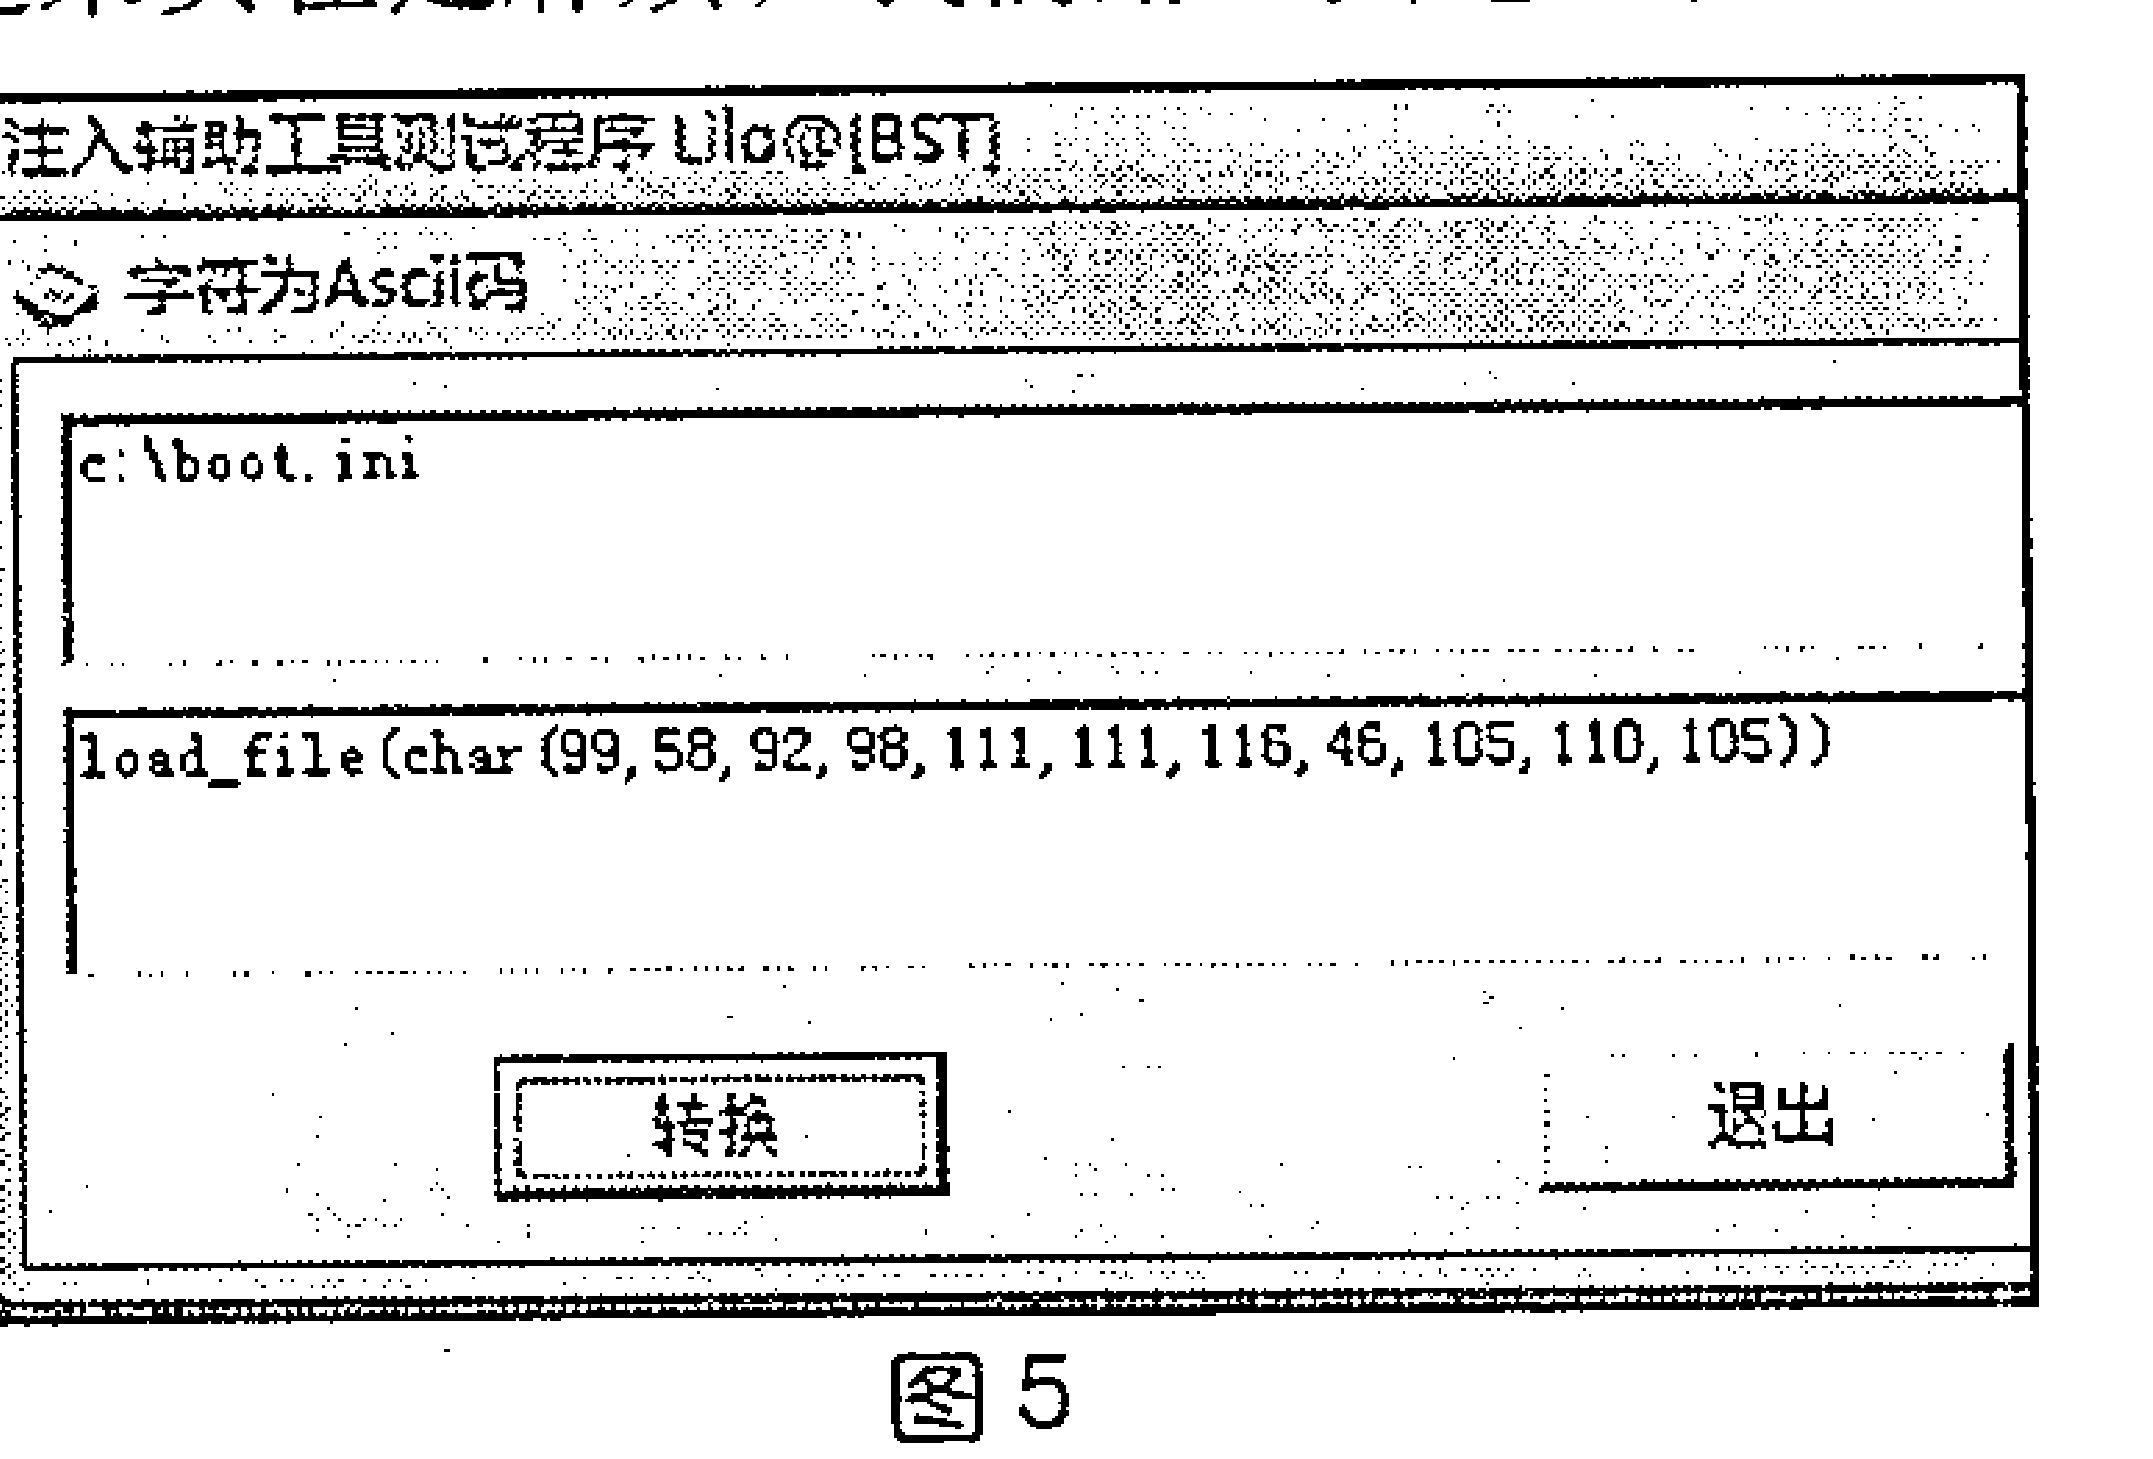 注入辅助工具测试程序 Ulo@[BST]
字符为Ascii码
c:\boot.ini
load_file(char(99,58,92,98,111,111,116,46,105,110,105))
转换
退出
图 5